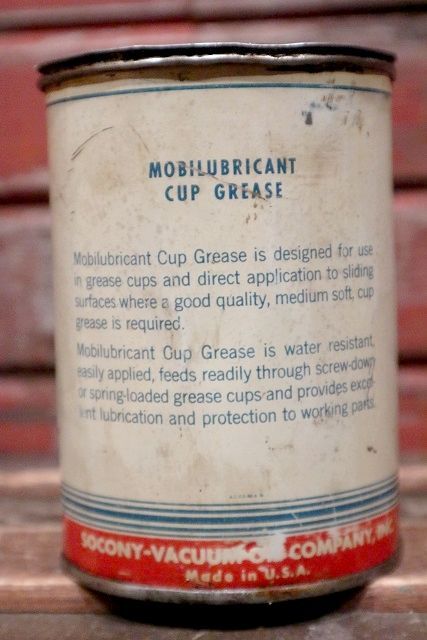 MOBILUBRICANT
CUP GREASE
Mobilubricant Cup Grease is designed for use
in grease cups and direct application to sliding
surfaces where a good quality, medium soft, cup
grease is required.
Mobilubricant Cup Grease is water resistant,
easily applied, feeds readily through screw-down
or spring-loaded grease cups and provides excel-
lent lubrication and protection to working parts.
SOCONY-VACUUM OIL COMPANY, INC.
Made in U.S.A.